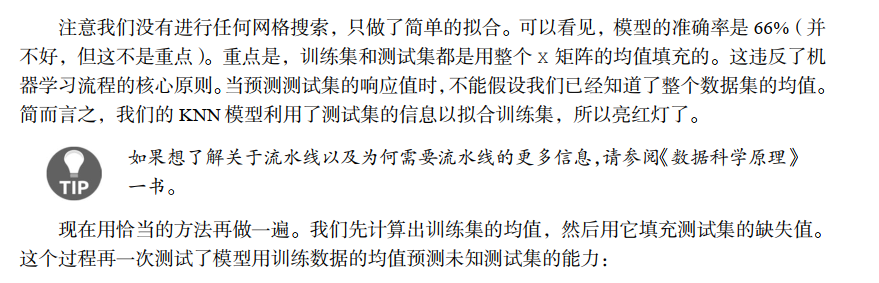 注意我们没有进行任何网格搜索，只做了简单的拟合。可以看见，模型的准确率是 66%（并
不好，但这不是重点）。重点是，训练集和测试集都是用整个 X 矩阵的均值填充的。这违反了机
器学习流程的核心原则。当预测测试集的响应值时，不能假设我们已经知道了整个数据集的均值。
简而言之，我们的 KNN 模型利用了测试集的信息以拟合训练集，所以亮红灯了。
TIP
如果想了解关于流水线以及为何需要流水线的更多信息，请参阅《数据科学原理》
一书。
现在用恰当的方法再做一遍。我们先计算出训练集的均值，然后用它填充测试集的缺失值。
这个过程再一次测试了模型用训练数据的均值预测未知测试集的能力：